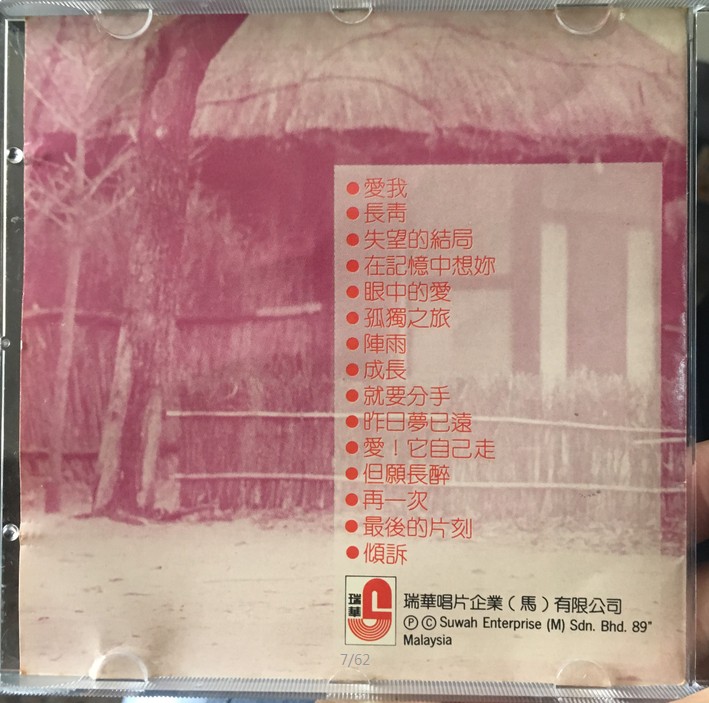 ●愛我
●長靑
●失望的結局
●在記憶中想妳
●眼中的愛
●孤獨之旅
●陣雨
●成長
●就要分手
●昨日夢已遠
●愛！它自己走
●但願長醉
●再一次
●最後的片刻
●傾訴
瑞華
瑞華唱片企業（馬）有限公司
Ⓟ Ⓒ Suwah Enterprise (M) Sdn. Bhd. 89"
Malaysia
7/62